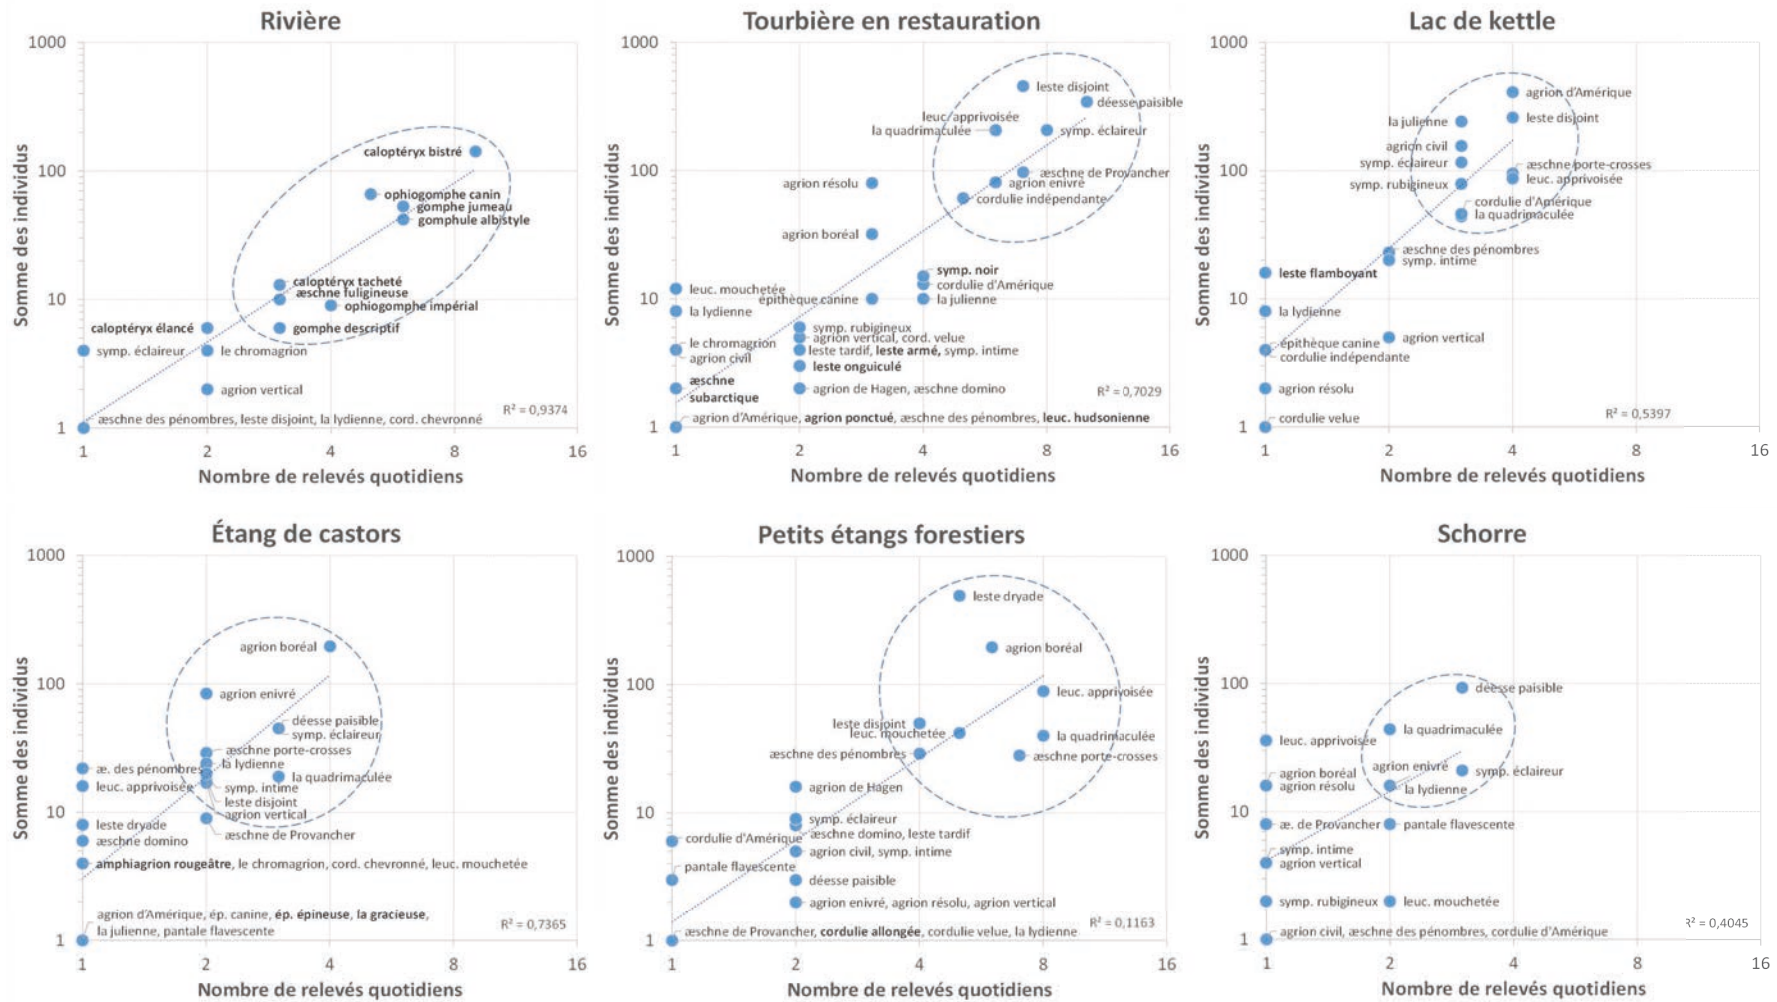 Rivière
1000
100
10
1
1
2
4
8
16
Somme des individus
Nombre de relevés quotidiens
caloptéryx bistré
ophiogomphe canin
gomphe jumeau
gomphule albistyle
caloptéryx tacheté
æschne fuligineuse
ophiogomphe impérial
caloptéryx élancé
gomphe descriptif
symp. éclaireur
le chromagrion
agrion vertical
R² = 0,9374
æschne des pénombres, leste disjoint, la lydienne, cord. chevronné
Tourbière en restauration
1000
100
10
1
1
2
4
8
16
Somme des individus
Nombre de relevés quotidiens
leste disjoint
déesse paisible
leuc. apprivoisée
la quadrimaculée
symp. éclaireur
æschne de Provancher
agrion résolu
agrion enivré
cordulie indépendante
agrion boréal
symp. noir
cordulie d'Amérique
leuc. mouchetée
épithèque canine
la julienne
la lydienne
symp. rubigineux
agrion vertical, cord. velue
le chromagrion
agrion civil
leste tardif, leste armé, symp. intime
leste onguiculé
æschne
subarctique
agrion de Hagen, æschne domino
R² = 0,7029
agrion d'Amérique, agrion ponctué, æschne des pénombres, leuc. hudsonienne
Lac de kettle
1000
100
10
1
1
2
4
8
16
Somme des individus
Nombre de relevés quotidiens
agrion d'Amérique
la julienne
leste disjoint
agrion civil
symp. éclaireur
æschne porte-crosses
symp. rubigineux
leuc. apprivoisée
cordulie d'Amérique
la quadrimaculée
æschne des pénombres
symp. intime
leste flamboyant
la lydienne
agrion vertical
épithèque canine
cordulie indépendante
agrion résolu
cordulie velue
R² = 0,5397
Étang de castors
1000
100
10
1
1
2
4
8
16
Somme des individus
Nombre de relevés quotidiens
agrion boréal
agrion enivré
déesse paisible
symp. éclaireur
æschne porte-crosses
la lydienne
æ. des pénombres
la quadrimaculée
leuc. apprivoisée
symp. intime
leste disjoint
agrion vertical
leste dryade
æschne de Provancher
æschne domino
amphiagrion rougeâtre, le chromagrion, cord. chevronné, leuc. mouchetée
agrion d'Amérique, ép. canine, ép. épineuse, la gracieuse,
la julienne, pantale flavescente
R² = 0,7365
Petits étangs forestiers
1000
100
10
1
1
2
4
8
16
Somme des individus
Nombre de relevés quotidiens
leste dryade
agrion boréal
leuc. apprivoisée
leste disjoint
leuc. mouchetée
la quadrimaculée
æschne des pénombres
æschne porte-crosses
agrion de Hagen
symp. éclaireur
æschne domino, leste tardif
cordulie d'Amérique
agrion civil, symp. intime
pantale flavescente
déesse paisible
agrion enivré, agrion résolu, agrion vertical
R² = 0,1163
æschne de Provancher, cordulie allongée, cordulie velue, la lydienne
Schorre
1000
100
10
1
1
2
4
8
16
Somme des individus
Nombre de relevés quotidiens
déesse paisible
la quadrimaculée
leuc. apprivoisée
agrion enivré
symp. éclaireur
agrion boréal
agrion résolu
la lydienne
æ. de Provancher
pantale flavescente
symp. intime
agrion vertical
symp. rubigineux
leuc. mouchetée
agrion civil, æschne des pénombres, cordulie d'Amérique
R² = 0,4045